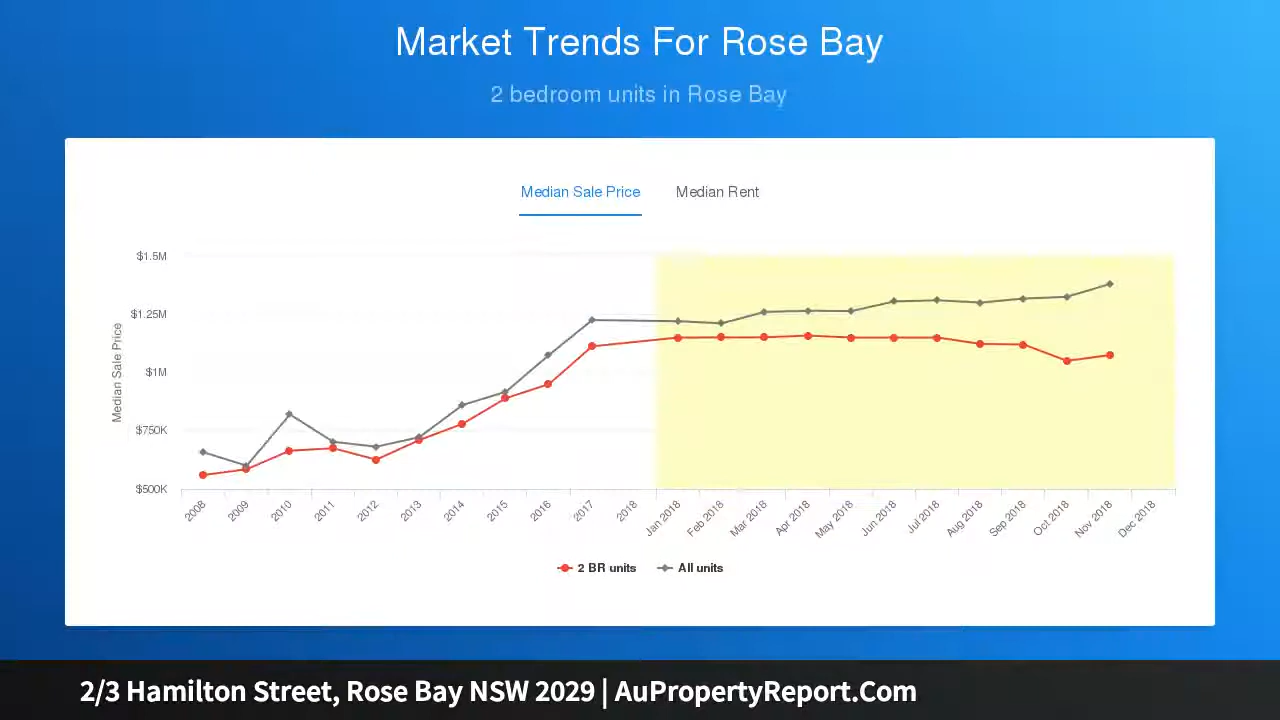 Market Trends For Rose Bay
2 bedroom units in Rose Bay
Median Sale Price Median Rent
Median Sale Price
$1.5M
$1.25M
$1M
$750K
$500K
2008 2009 2010 2011 2012 2013 2014 2015 2016 2017 2018 Jan 2018 Feb 2018 Mar 2018 Apr 2018 May 2018 Jun 2018 Jul 2018 Aug 2018 Sep 2018 Oct 2018 Nov 2018 Dec 2018
2 BR units All units
2/3 Hamilton Street, Rose Bay NSW 2029 | AuPropertyReport.Com